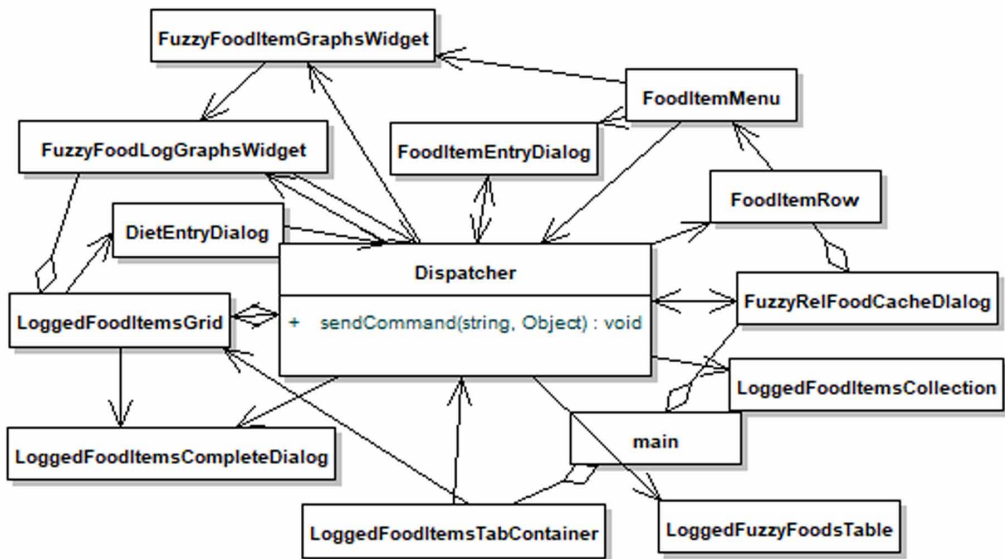 FuzzyFoodItemGraphsWidget
FoodItemMenu
FuzzyFoodLogGraphsWidget
FoodItemEntryDialog
FoodItemRow
DietEntryDialog
Dispatcher
+ sendCommand(string, Object) : void
FuzzyRelFoodCacheDIalog
LoggedFoodItemsGrid
LoggedFoodItemsCollection
main
LoggedFoodItemsCompleteDialog
LoggedFoodItemsTabContainer
LoggedFuzzyFoodsTable